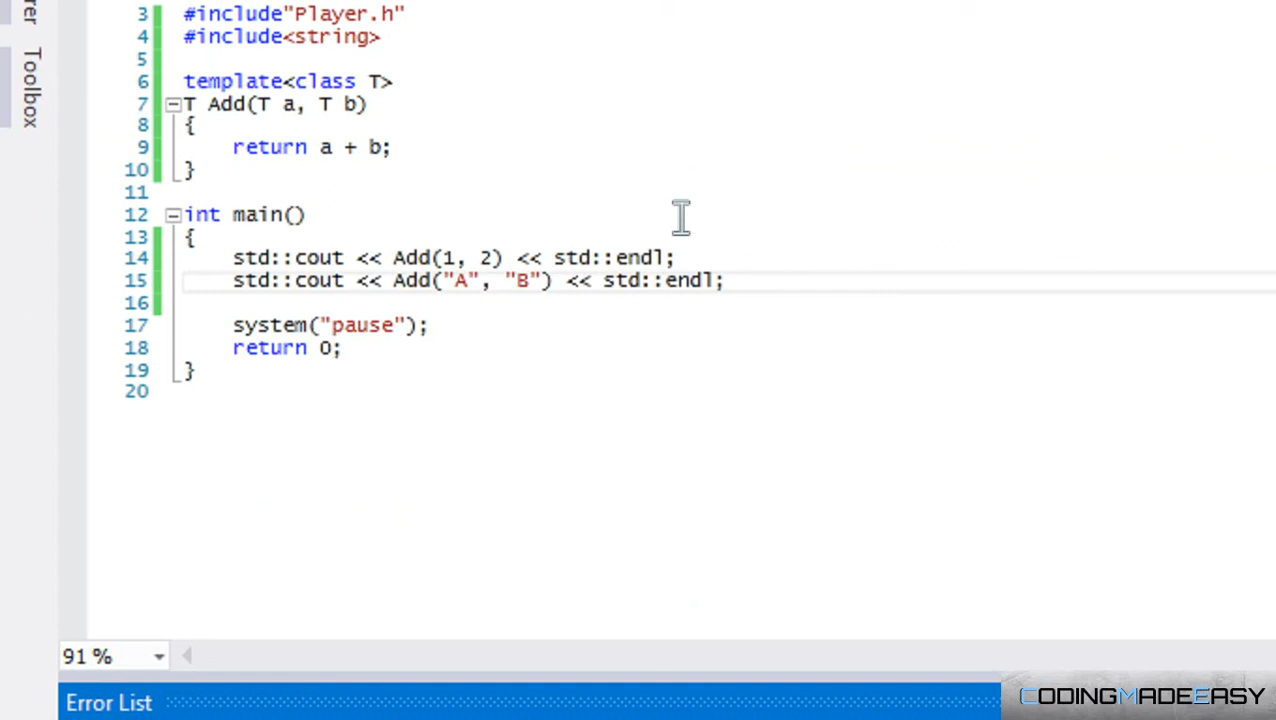 rer
Toolbox
3 #include"Player.h"
4 #include<string>
5
6 template<class T>
7 T Add(T a, T b)
8 {
9 return a + b;
10 }
11
12 int main()
13 {
14 std::cout << Add(1, 2) << std::endl;
15 std::cout << Add("A", "B") << std::endl;
16
17 system("pause");
18 return 0;
19 }
20
91 %
Error List
CODINGMADEEASY